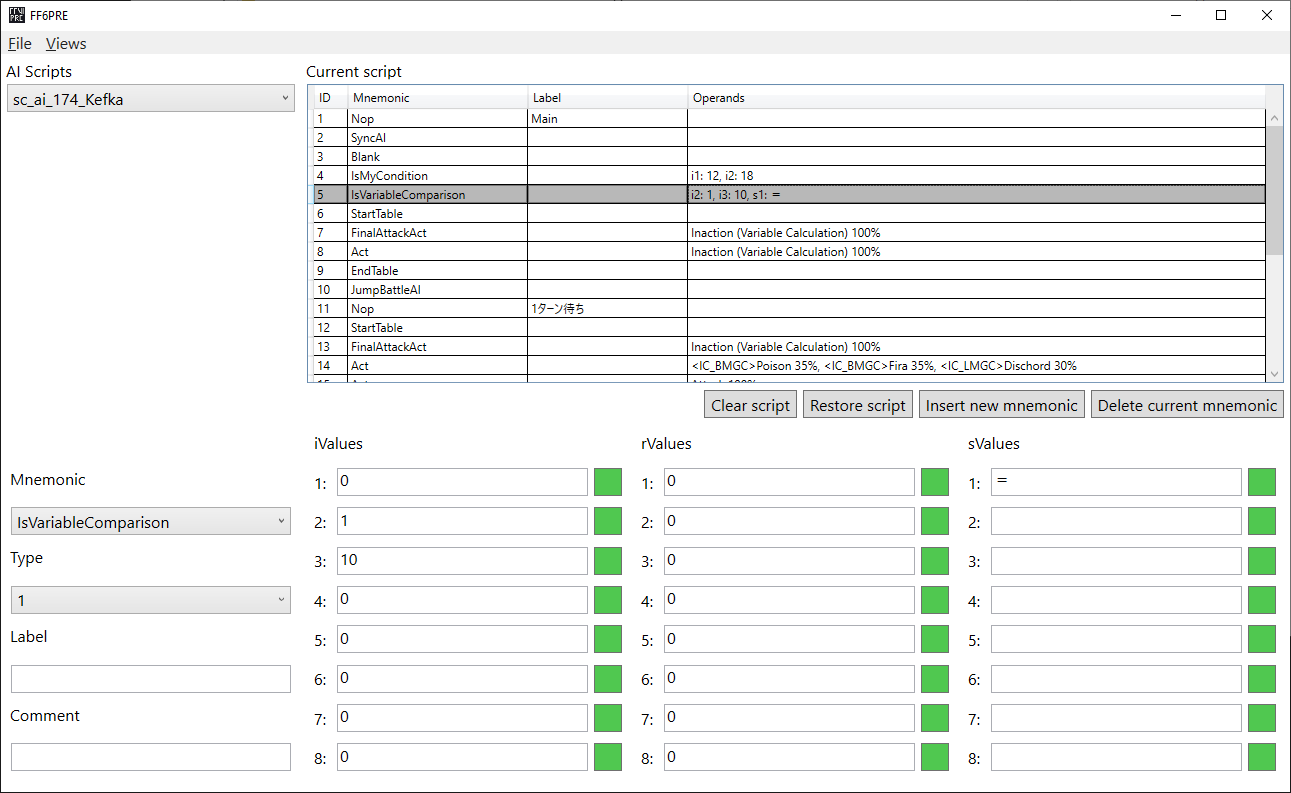 FF6PRE
File Views
AI Scripts
sc_ai_174_Kefka
Current script
ID Mnemonic Label Operands
1 Nop Main
2 SyncAI
3 Blank
4 IsMyCondition i1: 12, i2: 18
5 IsVariableComparison i2: 1, i3: 10, s1: =
6 StartTable
7 FinalAttackAct Inaction (Variable Calculation) 100%
8 Act Inaction (Variable Calculation) 100%
9 EndTable
10 JumpBattleAI
11 Nop 1ターン待ち
12 StartTable
13 FinalAttackAct Inaction (Variable Calculation) 100%
14 Act <IC_BMGC>Poison 35%, <IC_BMGC>Fira 35%, <IC_LMGC>Dischord 30%
Clear script Restore script Insert new mnemonic Delete current mnemonic
iValues rValues sValues
Mnemonic
IsVariableComparison
Type
1
Label
Comment
1: 0 1: 0 1: =
2: 1 2: 0 2:
3: 10 3: 0 3:
4: 0 4: 0 4:
5: 0 5: 0 5:
6: 0 6: 0 6:
7: 0 7: 0 7:
8: 0 8: 0 8: